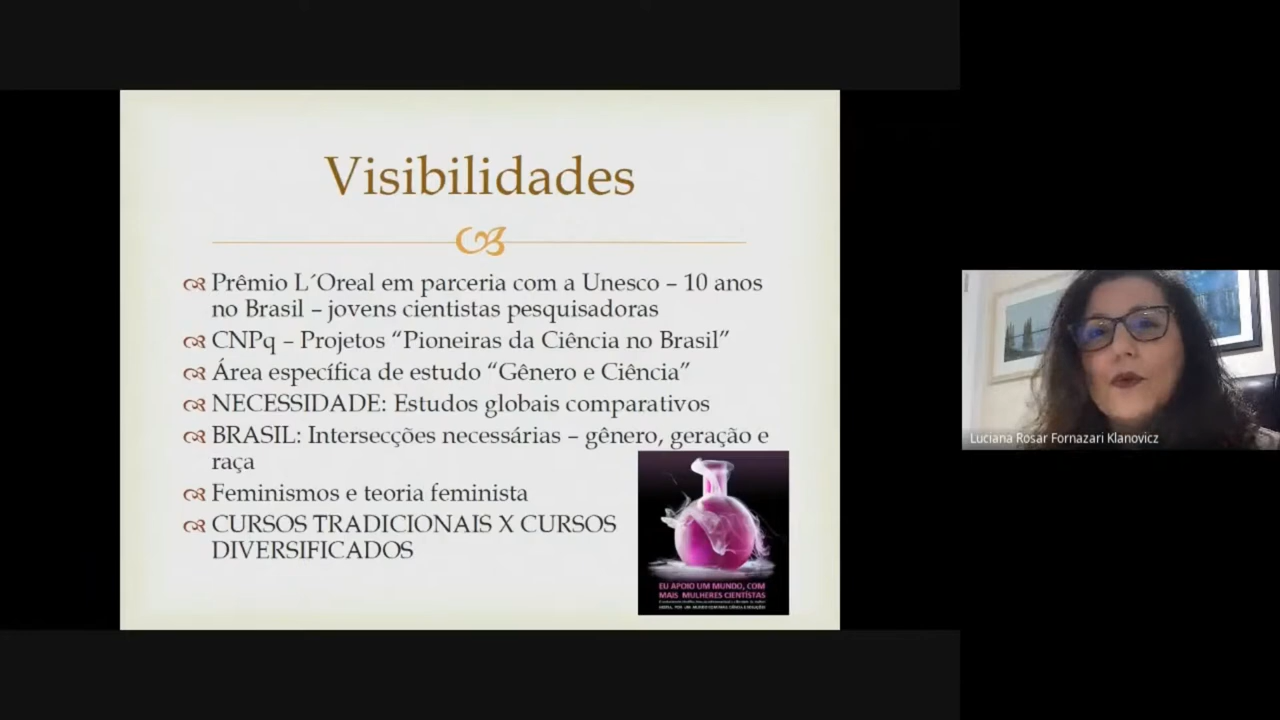 Visibilidades
Prêmio L´Oreal em parceria com a Unesco – 10 anos
no Brasil – jovens cientistas pesquisadoras
CNPq – Projetos “Pioneiras da Ciência no Brasil”
Área específica de estudo “Gênero e Ciência”
NECESSIDADE: Estudos globais comparativos
BRASIL: Intersecções necessárias – gênero, geração e
raça
Feminismos e teoria feminista
CURSOS TRADICIONAIS X CURSOS
DIVERSIFICADOS
EU APOIO UM MUNDO, COM
MAIS MULHERES CIENTÍSTAS
Luciana Rosar Fornazari Klanovicz